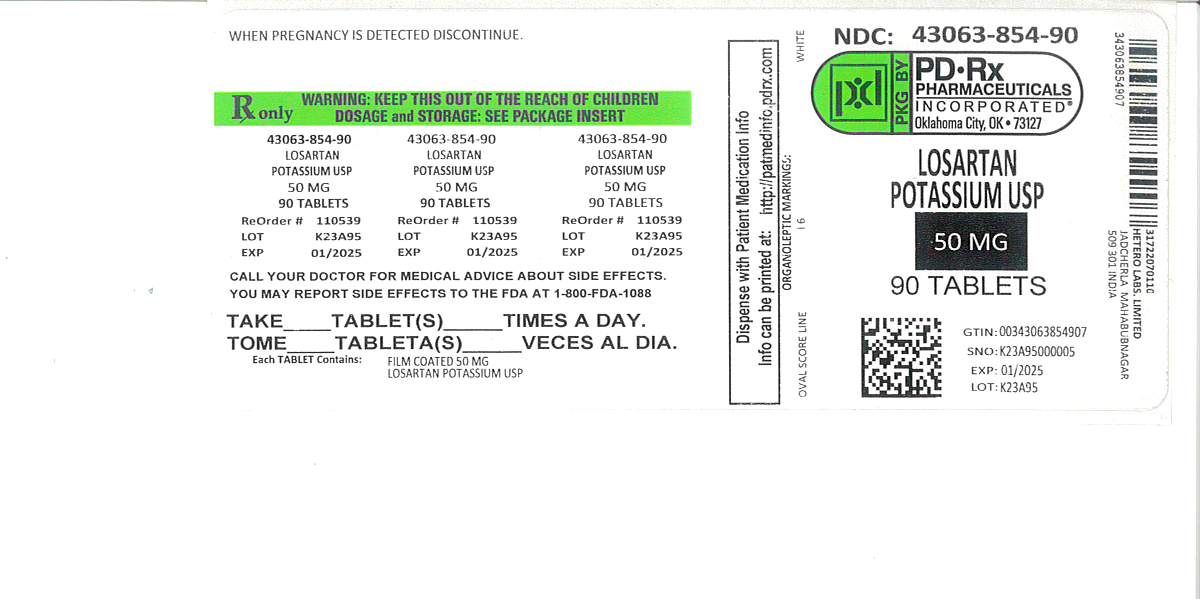 WHEN PREGNANCY IS DETECTED DISCONTINUE.
Rx only
WARNING: KEEP THIS OUT OF THE REACH OF CHILDREN
DOSAGE and STORAGE: SEE PACKAGE INSERT
43063-854-90 43063-854-90 43063-854-90
LOSARTAN LOSARTAN LOSARTAN
POTASSIUM USP POTASSIUM USP POTASSIUM USP
50 MG 50 MG 50 MG
90 TABLETS 90 TABLETS 90 TABLETS
ReOrder # 110539 ReOrder # 110539 ReOrder # 110539
LOT K23A95 LOT K23A95 LOT K23A95
EXP 01/2025 EXP 01/2025 EXP 01/2025
CALL YOUR DOCTOR FOR MEDICAL ADVICE ABOUT SIDE EFFECTS.
YOU MAY REPORT SIDE EFFECTS TO THE FDA AT 1-800-FDA-1088
TAKE____TABLET(S)_____TIMES A DAY.
TOME____TABLETA(S)_____VECES AL DIA.
Each TABLET Contains: FILM COATED 50 MG
LOSARTAN POTASSIUM USP
Dispense with Patient Medication Info
Info can be printed at: http://patmedinfo.pdrx.com
ORGANOLEPTIC MARKINGS:
OVAL SCORE LINE I 6 WHITE
NDC: 43063-854-90
pd
PKG BY
PD•Rx
PHARMACEUTICALS
INCORPORATED®
Oklahoma City, OK • 73127
LOSARTAN
POTASSIUM USP
50 MG
90 TABLETS
GTIN: 00343063854907
SNO: K23A95000005
EXP: 01/2025
LOT: K23A95
343063854907
31722070110
HETERO LABS. LIMITED
JADCHERLA MAHABUBNAGAR
509 301 INDIA